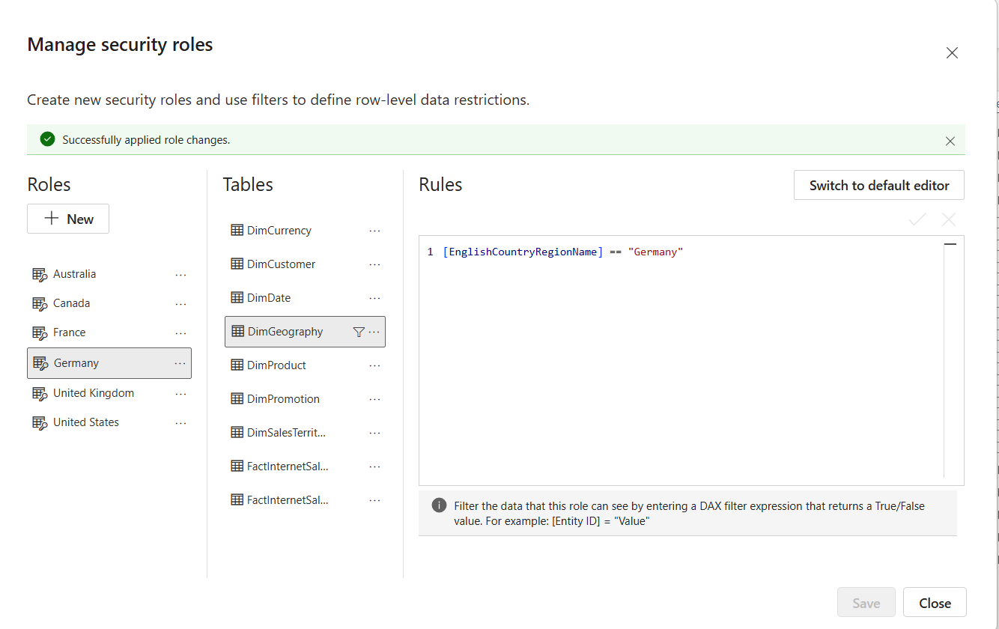 Manage security roles
Create new security roles and use filters to define row-level data restrictions.
Successfully applied role changes.
Roles
New
Australia
Canada
France
Germany
United Kingdom
United States
Tables
DimCurrency
DimCustomer
DimDate
DimGeography
DimProduct
DimPromotion
DimSalesTerrit...
FactInternetSal...
FactInternetSal...
Rules
Switch to default editor
1 [EnglishCountryRegionName] == "Germany"
Filter the data that this role can see by entering a DAX filter expression that returns a True/False
value. For example: [Entity ID] = "Value"
Save
Close